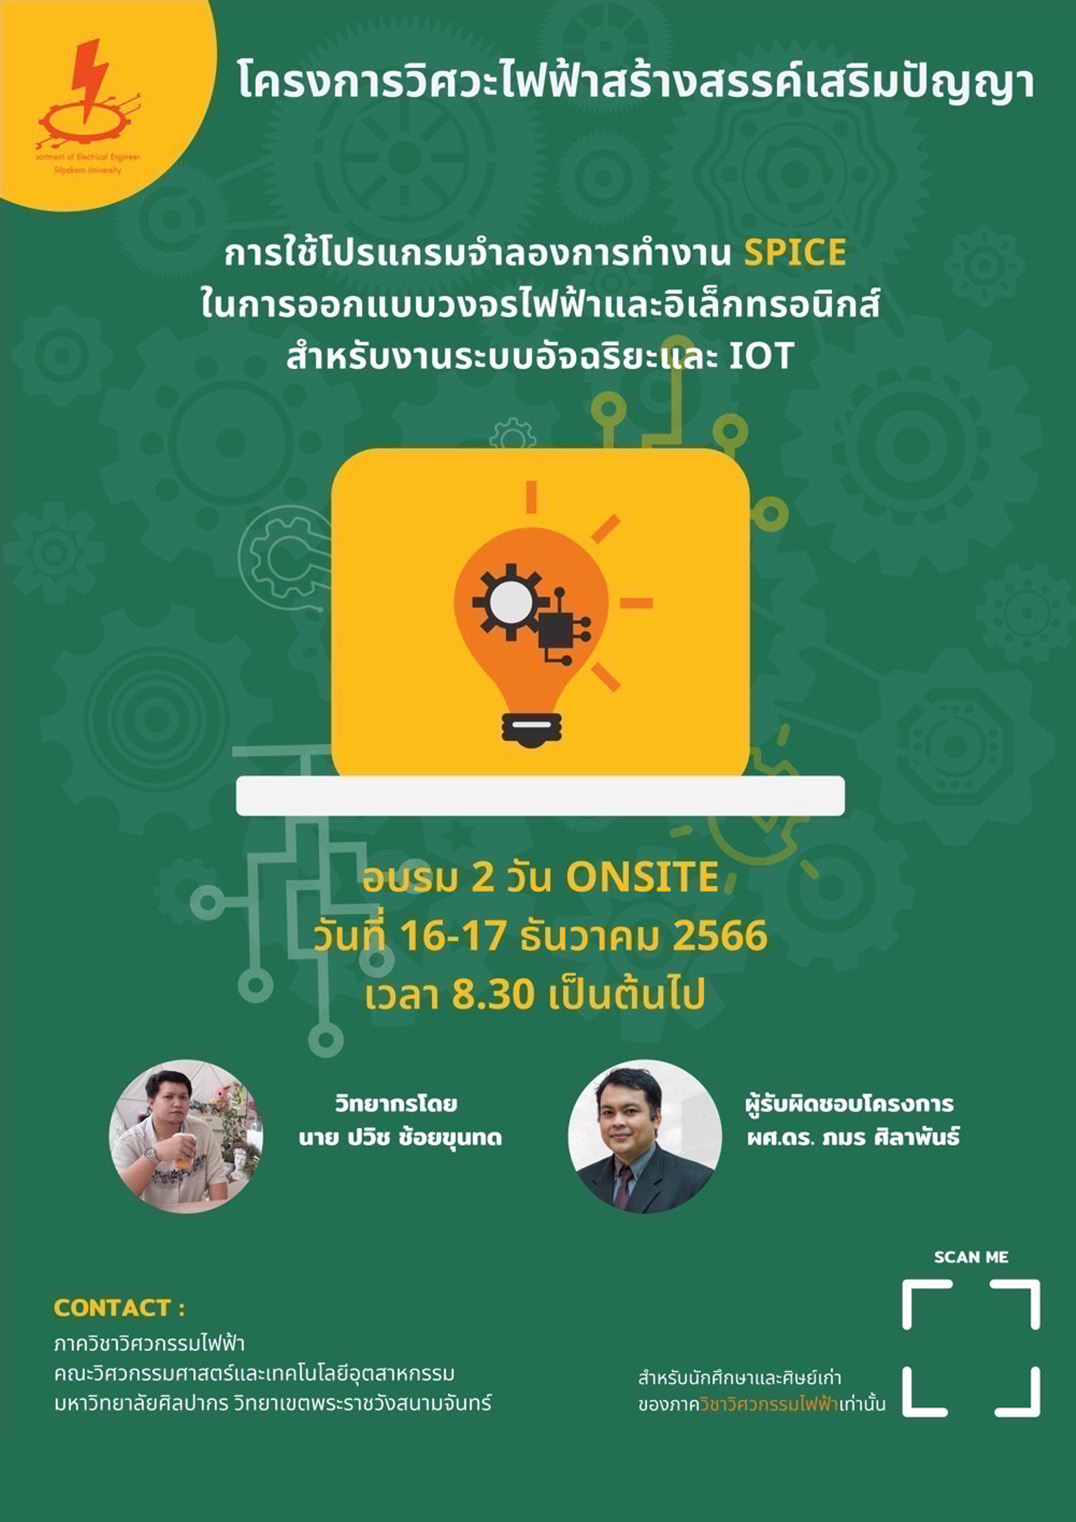 โครงการวิศวะไฟฟ้าสร้างสรรค์เสริมปัญญา
partment of Electrical Engineer
Silpakorn University
การใช้โปรแกรมจำลองการทำงาน SPICE
ในการออกแบบวงจรไฟฟ้าและอิเล็กทรอนิกส์
สำหรับงานระบบอัจฉริยะและ IOT
อบรม 2 วัน ONSITE
วันที่ 16-17 ธันวาคม 2566
เวลา 8.30 เป็นต้นไป
วิทยากรโดย
นาย ปวิช ช้อยขุนทด
ผู้รับผิดชอบโครงการ
ผศ.ดร. ภมร ศิลาพันธ์
SCAN ME
CONTACT :
ภาควิชาวิศวกรรมไฟฟ้า
คณะวิศวกรรมศาสตร์และเทคโนโลยีอุตสาหกรรม
มหาวิทยาลัยศิลปากร วิทยาเขตพระราชวังสนามจันทร์
สำหรับนักศึกษาและศิษย์เก่า
ของภาควิชาวิศวกรรมไฟฟ้าเท่านั้น